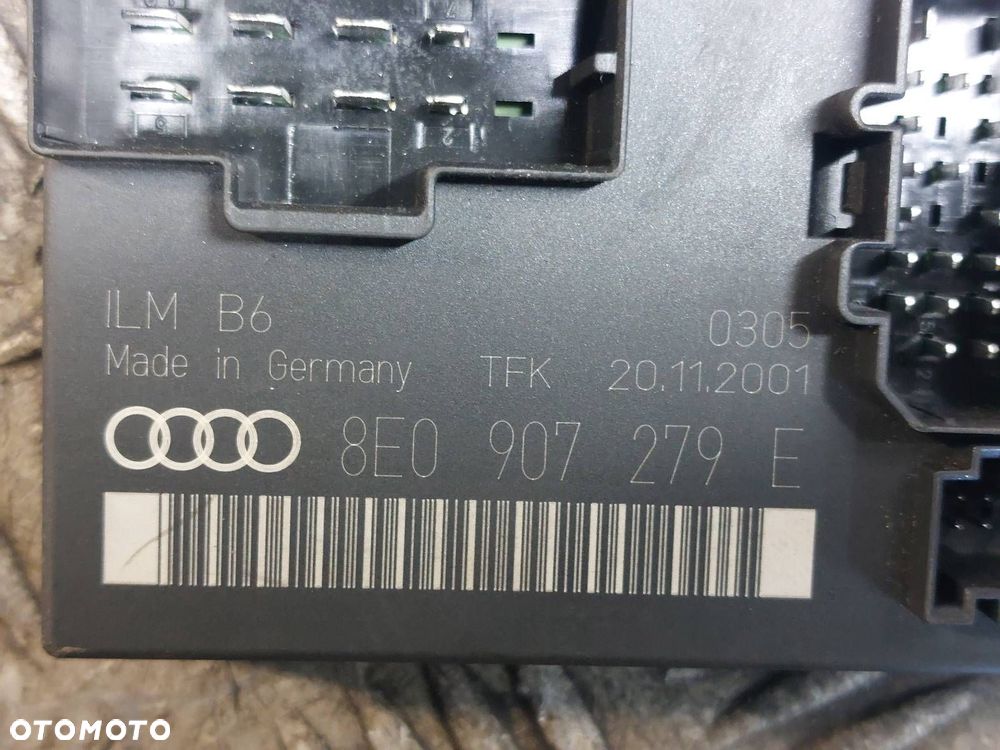 ILM B6 0305
Made in Germany TFK 20.11.2001
8E0 907 279 E
OTOMOTO